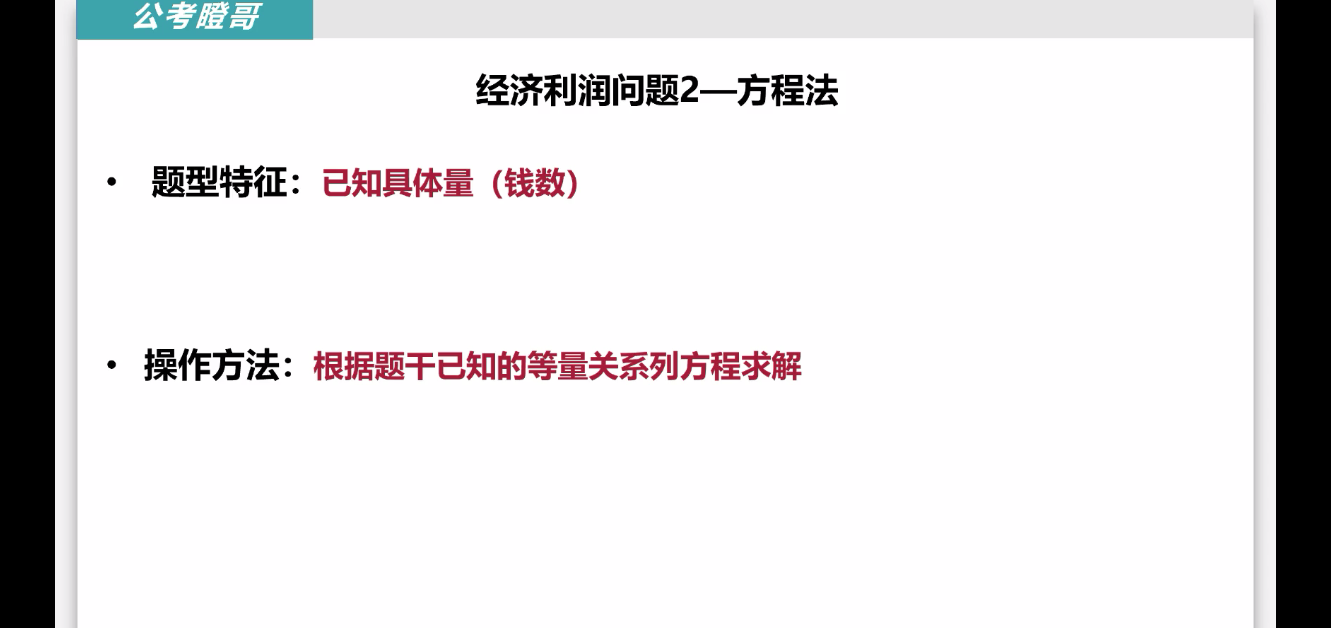 公考瞪哥
经济利润问题2—方程法
• 题型特征：已知具体量（钱数）
• 操作方法：根据题干已知的等量关系列方程求解